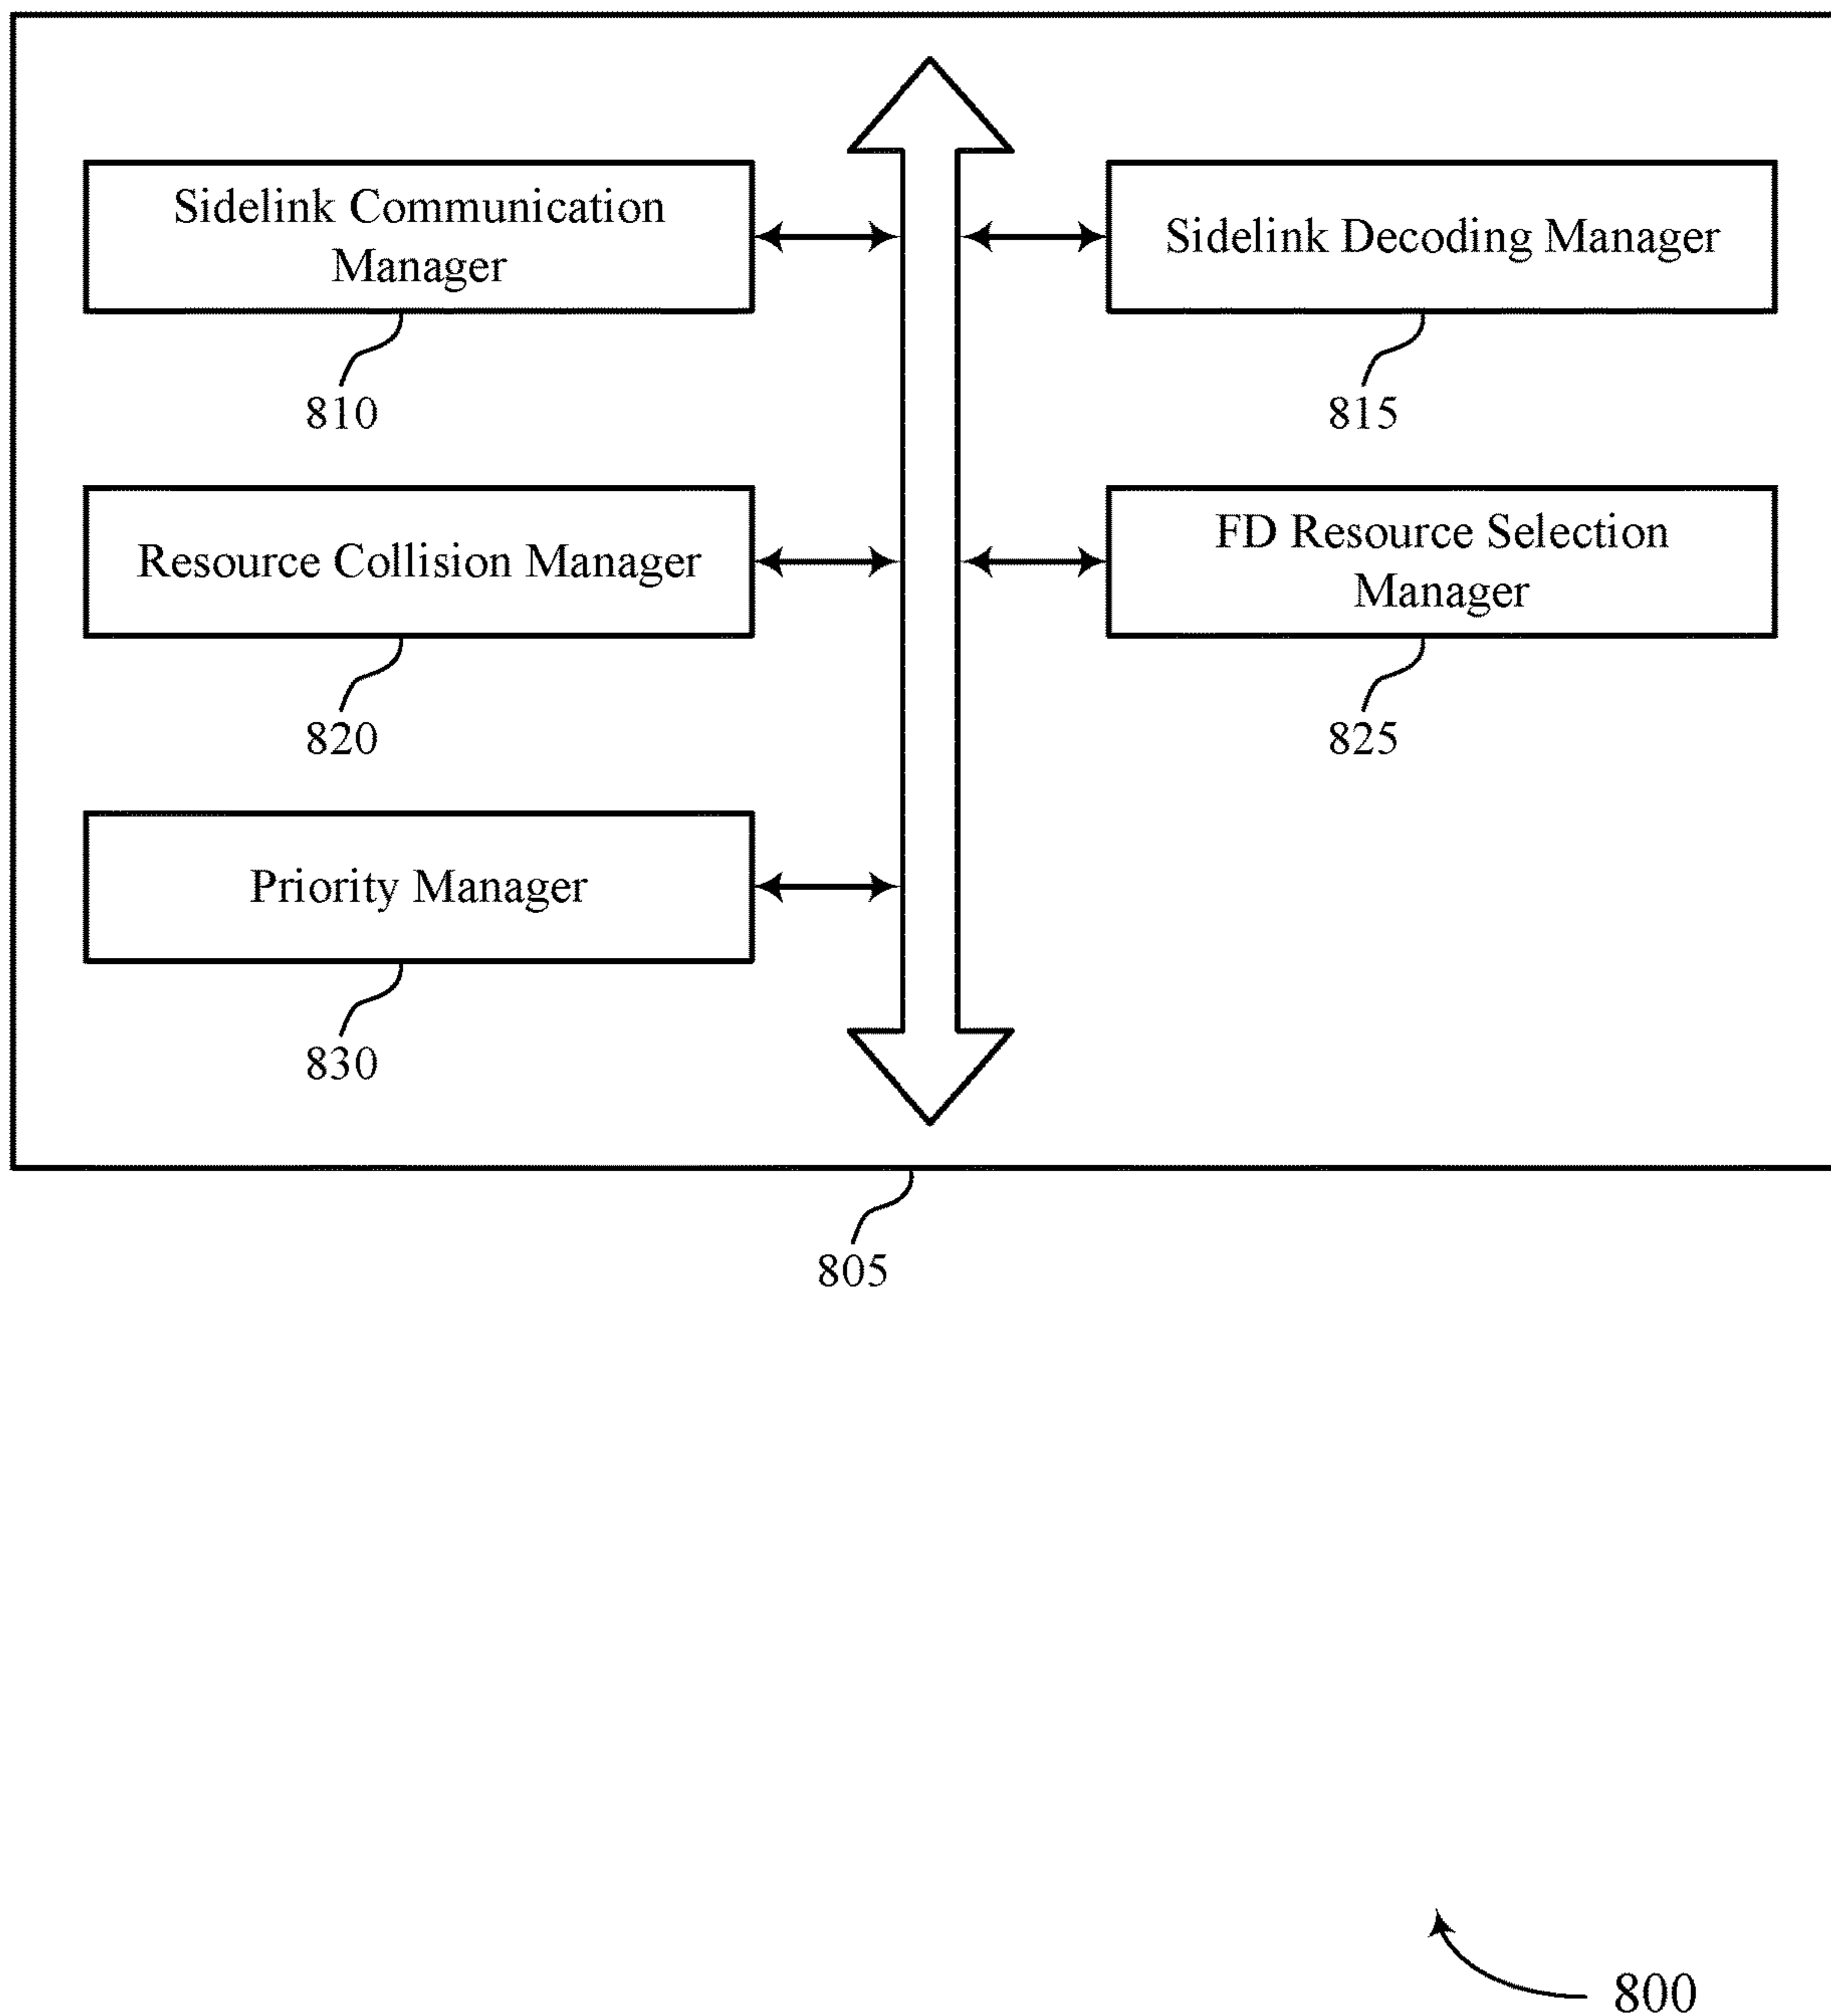 Sidelink Communication
Manager
810
Sidelink Decoding Manager
815
Resource Collision Manager
820
FD Resource Selection
Manager
825
Priority Manager
830
805
800